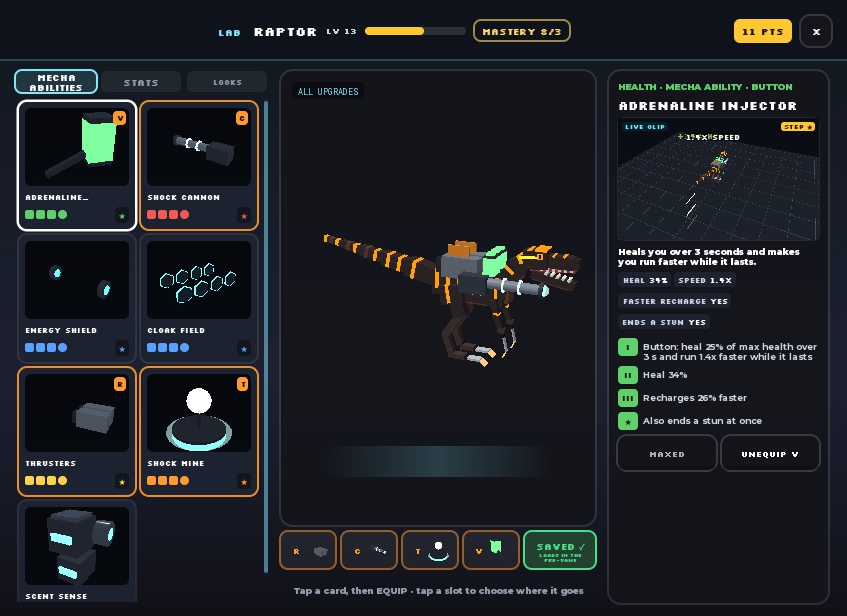 LAB RAPTOR LV 13 MASTERY 8/3 11 PTS X
MECHA ABILITIES
STATS
LOOKS
V
ADRENALINE…
C
SHOCK CANNON
ENERGY SHIELD
CLOAK FIELD
R
THRUSTERS
T
SHOCK MINE
SCENT SENSE
ALL UPGRADES
R
C
T
V
SAVED ✓
Tap a card, then EQUIP · tap a slot to choose where it goes
HEALTH · MECHA ABILITY · BUTTON
ADRENALINE INJECTOR
LIVE CLIP
STEP ★
1.4X SPEED
Heals you over 3 seconds and makes
you run faster while it lasts.
HEAL 34% SPEED 1.4X
FASTER RECHARGE YES
ENDS A STUN YES
I Button: heal 25% of max health over
3 s and run 1.4x faster while it lasts
II Heal 34%
III Recharges 26% faster
★ Also ends a stun at once
MAXED
UNEQUIP V